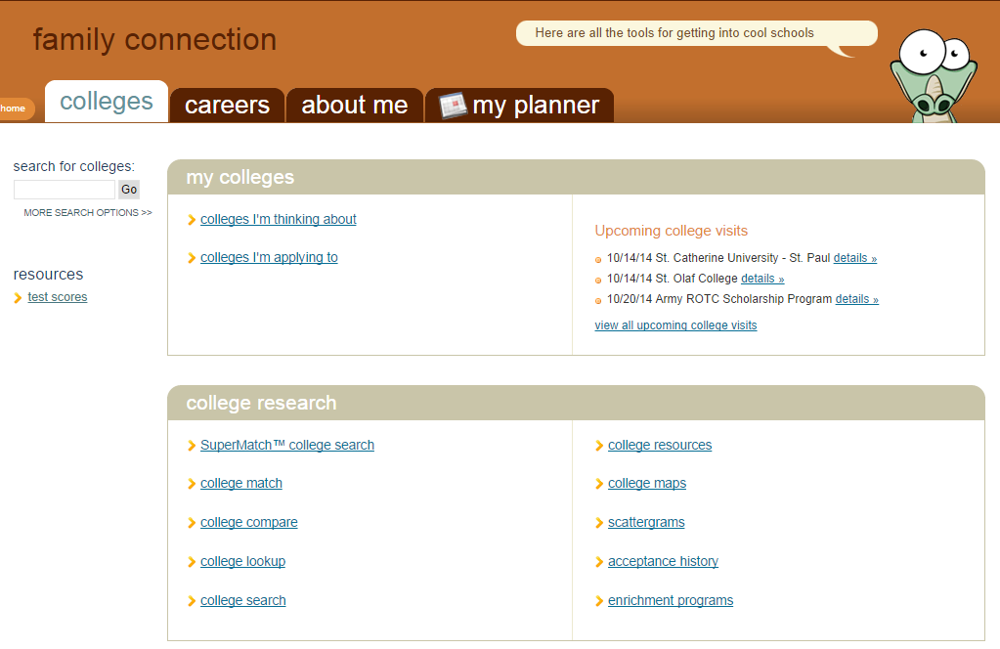 family connection
Here are all the tools for getting into cool schools
home
colleges
careers
about me
my planner
search for colleges:
Go
MORE SEARCH OPTIONS >>
resources
test scores
my colleges
colleges I'm thinking about
colleges I'm applying to
Upcoming college visits
10/14/14 St. Catherine University - St. Paul details »
10/14/14 St. Olaf College details »
10/20/14 Army ROTC Scholarship Program details »
view all upcoming college visits
college research
SuperMatch™ college search
college match
college compare
college lookup
college search
college resources
college maps
scattergrams
acceptance history
enrichment programs